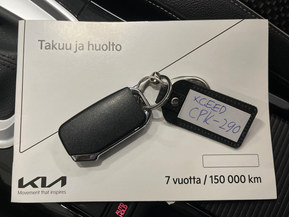 Takuu ja huolto
XCEED
CPK-290
KIA
Movement that inspires
7 vuotta / 150 000 km